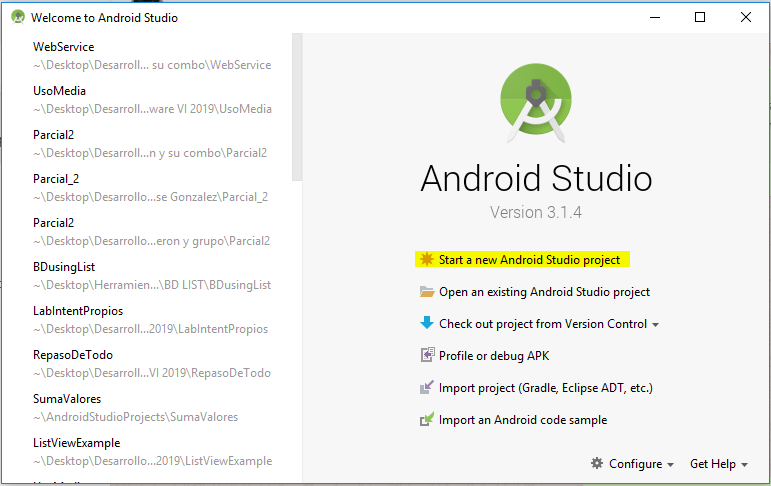 Welcome to Android Studio
WebService
~\Desktop\Desarroll... su combo\WebService
UsoMedia
~\Desktop\Desarroll...ware VI 2019\UsoMedia
Parcial2
~\Desktop\Desarroll...n y su combo\Parcial2
Parcial_2
~\Desktop\Desarrollo...se Gonzalez\Parcial_2
Parcial2
~\Desktop\Desarrollo...eron y grupo\Parcial2
BDusingList
~\Desktop\Herramien...\BD LIST\BDusingList
LabIntentPropios
~\Desktop\Desarroll...2019\LabIntentPropios
RepasoDeTodo
~\Desktop\Desarroll...VI 2019\RepasoDeTodo
SumaValores
~\AndroidStudioProjects\SumaValores
ListViewExample
~\Desktop\Desarrollo...2019\ListViewExample
Android Studio
Version 3.1.4
Start a new Android Studio project
Open an existing Android Studio project
Check out project from Version Control
Profile or debug APK
Import project (Gradle, Eclipse ADT, etc.)
Import an Android code sample
Configure
Get Help